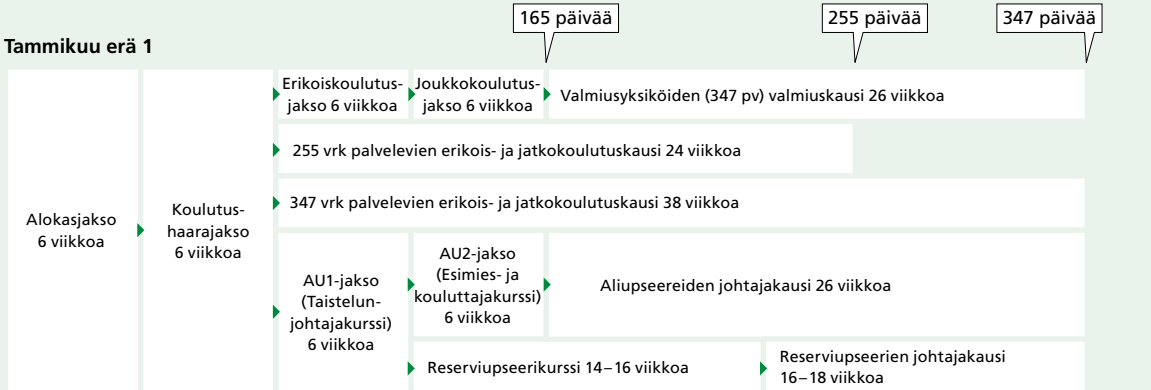 165 päivää
255 päivää
347 päivää
Tammikuu erä 1
Alokasjakso
6 viikkoa
Koulutus-
haarajakso
6 viikkoa
Erikoiskoulutus-
jakso 6 viikkoa
Joukkokoulutus-
jakso 6 viikkoa
Valmiusyksiköiden (347 pv) valmiuskausi 26 viikkoa
255 vrk palvelevien erikois- ja jatkokoulutuskausi 24 viikkoa
347 vrk palvelevien erikois- ja jatkokoulutuskausi 38 viikkoa
AU1-jakso
(Taistelun-
johtajakurssi)
6 viikkoa
AU2-jakso
(Esimies- ja
kouluttajakurssi)
6 viikkoa
Aliupseereiden johtajakausi 26 viikkoa
Reserviupseerikurssi 14–16 viikkoa
Reserviupseerien johtajakausi
16–18 viikkoa